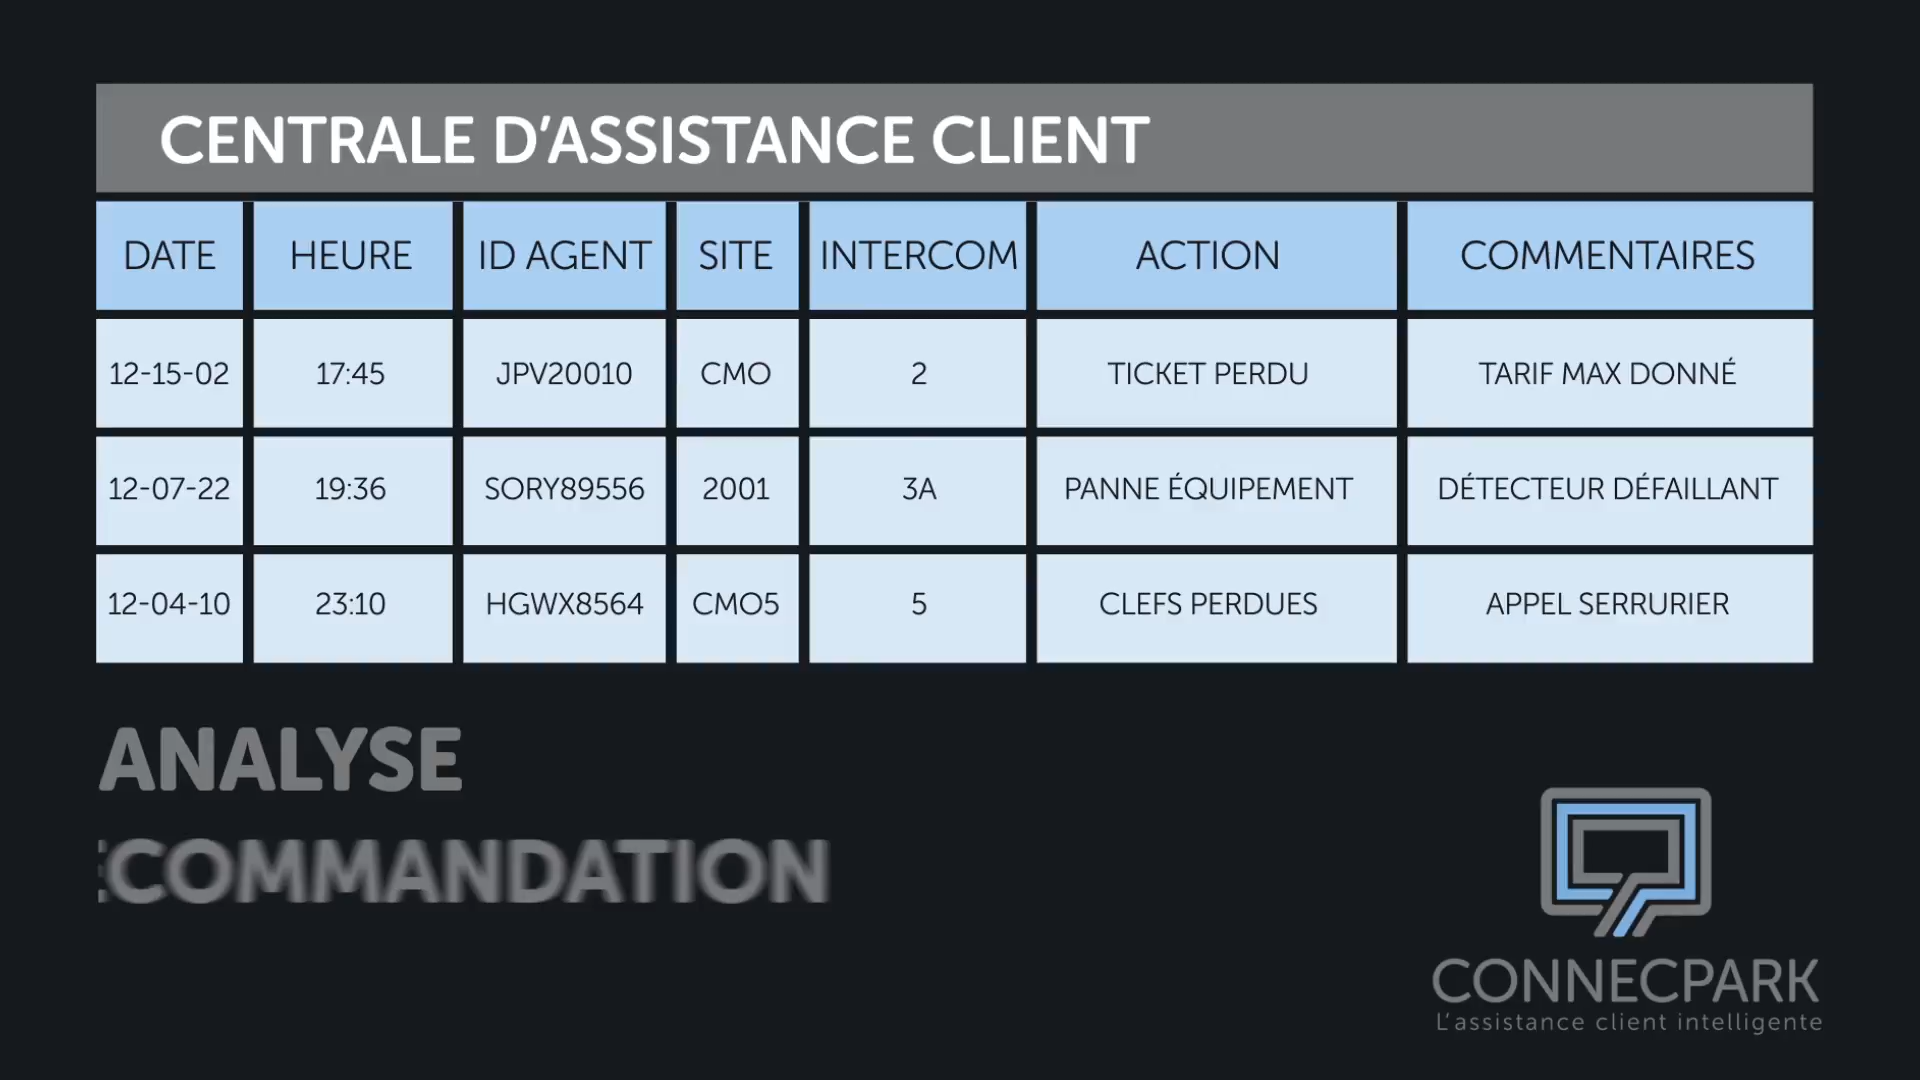 CENTRALE D’ASSISTANCE CLIENT
DATE HEURE ID AGENT SITE INTERCOM ACTION COMMENTAIRES
12-15-02 17:45 JPV20010 CMO 2 TICKET PERDU TARIF MAX DONNÉ
12-07-22 19:36 SORY89556 2001 3A PANNE ÉQUIPEMENT DÉTECTEUR DÉFAILLANT
12-04-10 23:10 HGWX8564 CMO5 5 CLEFS PERDUES APPEL SERRURIER
ANALYSE
COMMANDATION
CONNECPARK
L’assistance client intelligente